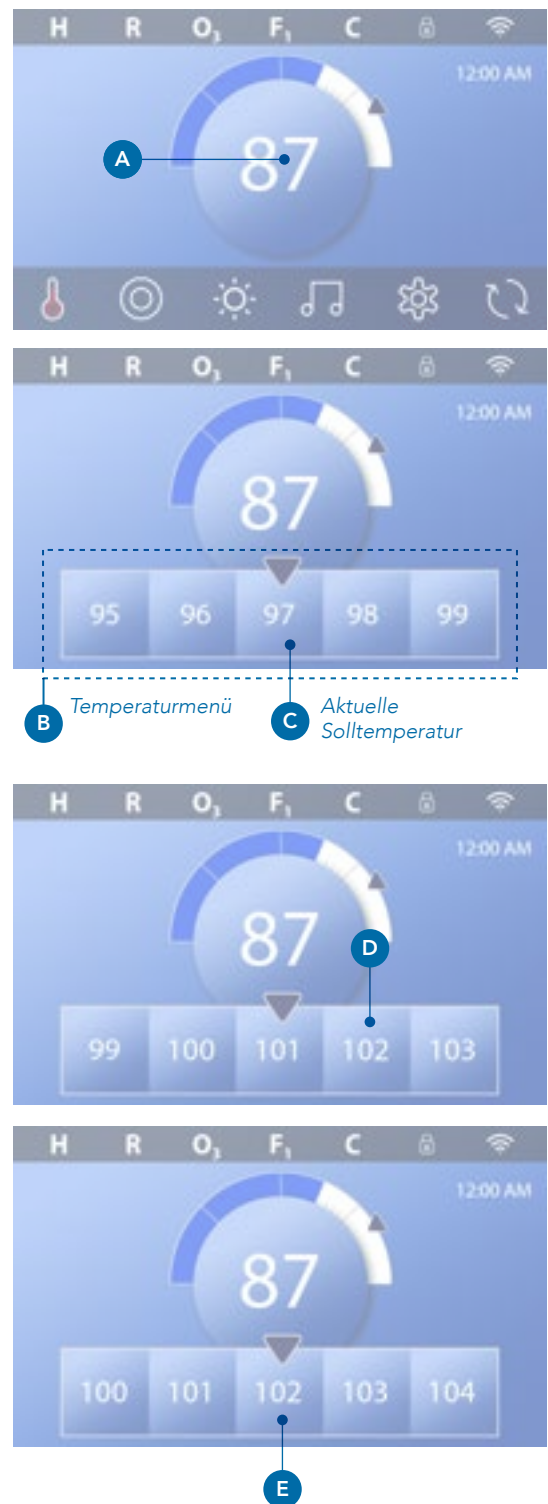 H R O₃ F₁ C
12:00 AM
A
87
H R O₃ F₁ C
12:00 AM
87
95 96 97 98 99
B Temperaturmenü
C Aktuelle
Solltemperatur
H R O₃ F₁ C
12:00 AM
87
D
99 100 101 102 103
H R O₃ F₁ C
12:00 AM
87
100 101 102 103 104
E